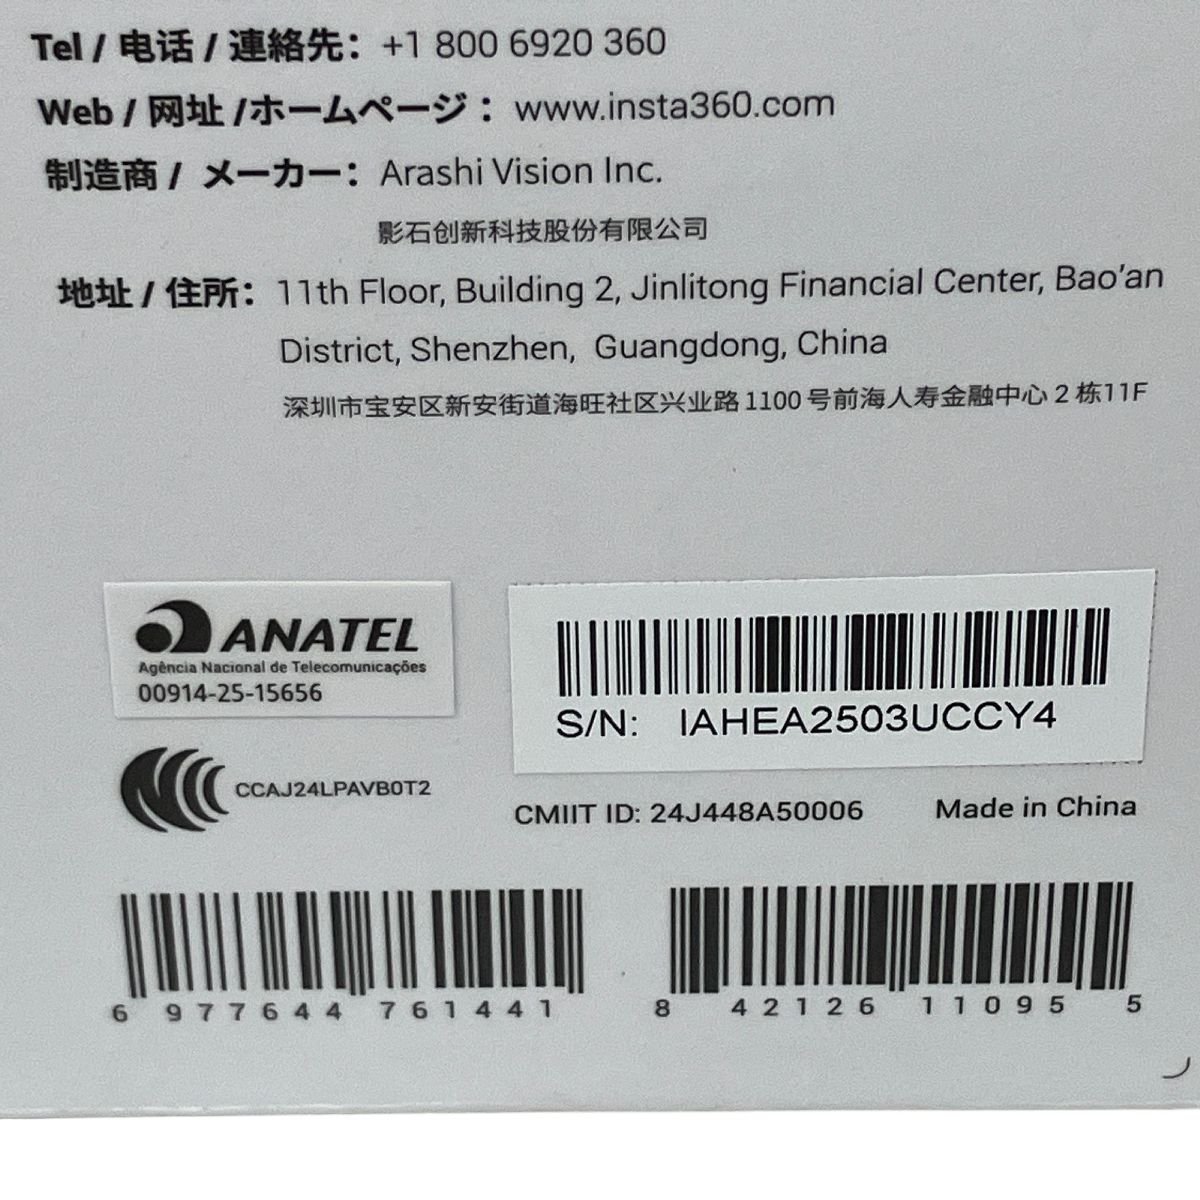 Tel / 电话 / 連絡先： +1 800 6920 360
Web / 网址 /ホームページ： www.insta360.com
制造商 / メーカー： Arashi Vision Inc.
影石创新科技股份有限公司
地址 / 住所： 11th Floor, Building 2, Jinlitong Financial Center, Bao'an
District, Shenzhen, Guangdong, China
深圳市宝安区新安街道海旺社区兴业路1100号前海人寿金融中心2栋11F
ANATEL
Agência Nacional de Telecomunicações
00914-25-15656
S/N: IAHEA2503UCCY4
CCAJ24LPAVB0T2
CMIIT ID: 24J448A50006
Made in China
6 977644 761441
8 42126 11095 5